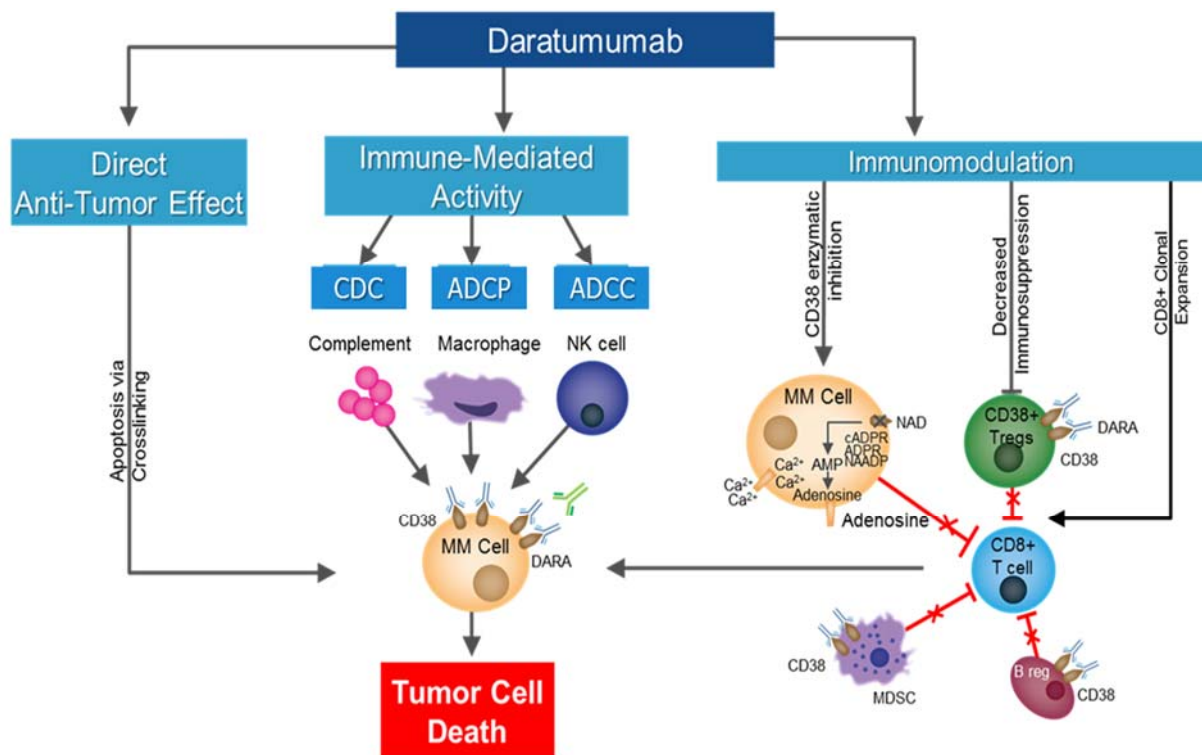 Daratumumab
Direct
Anti-Tumor Effect
Immune-Mediated
Activity
Immunomodulation
CDC
ADCP
ADCC
Complement
Macrophage
NK cell
Apoptosis via
Crosslinking
CD38 enzymatic
inhibition
Decreased
Immunosuppression
CD8+ Clonal
Expansion
MM Cell
NAD
cADPR
ADPR
NAADP
AMP
Adenosine
Ca²⁺
Ca²⁺
Ca²⁺
Ca²⁺
Adenosine
CD38+
Tregs
DARA
CD38
CD38
MM Cell
DARA
CD8+
T cell
CD38
MDSC
B reg
CD38
Tumor Cell
Death